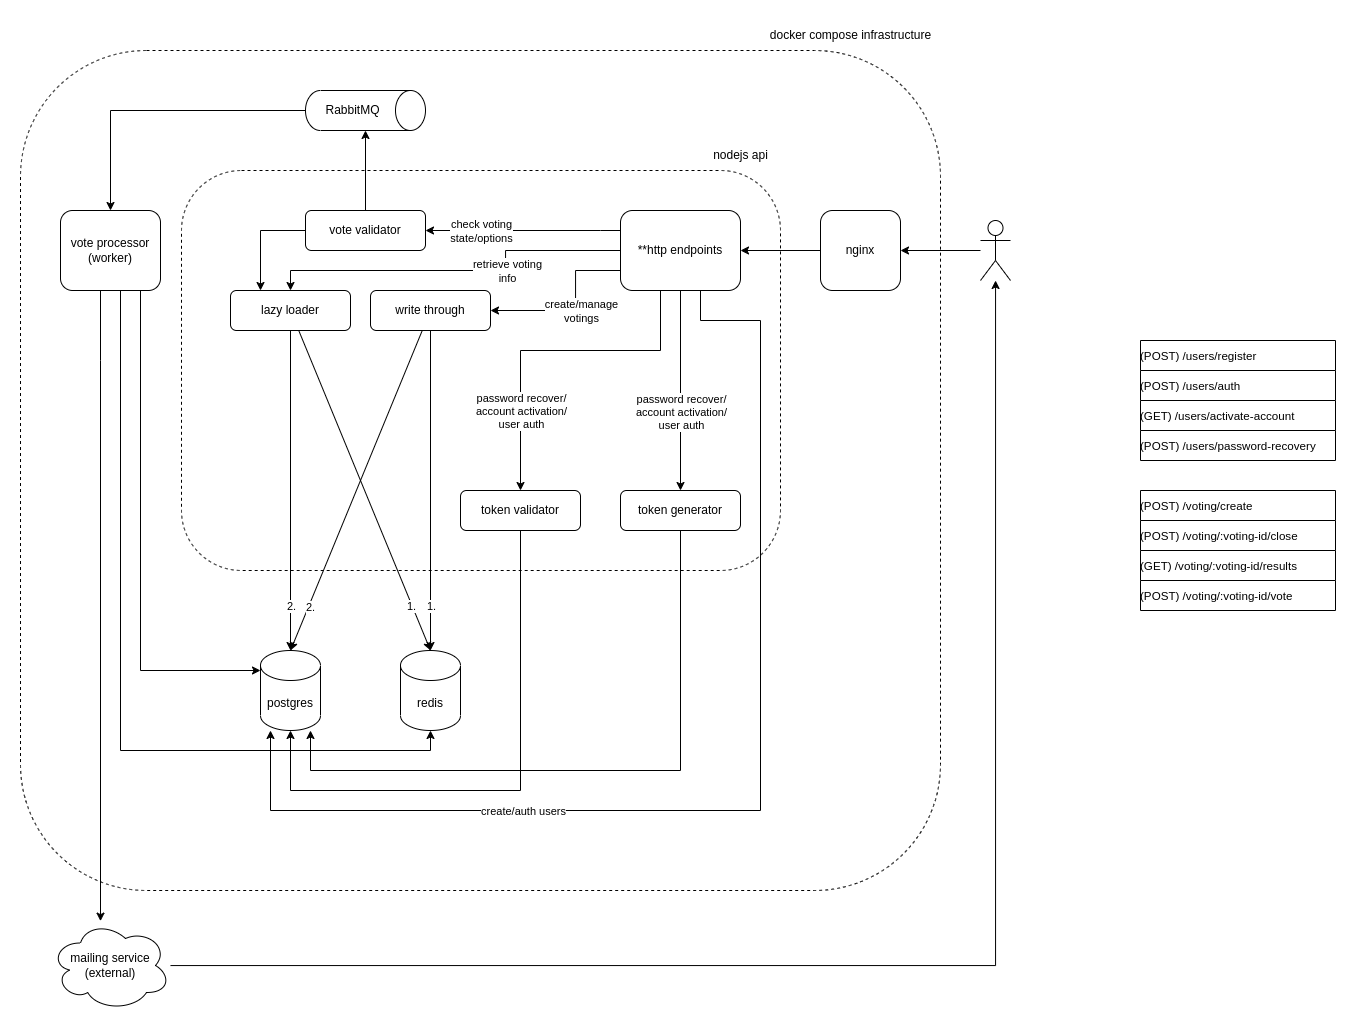 docker compose infrastructure
RabbitMQ
nodejs api
vote processor
(worker)
vote validator
check voting
state/options
**http endpoints
nginx
retrieve voting
info
lazy loader
write through
create/manage
votings
password recover/
account activation/
user auth
password recover/
account activation/
user auth
token validator
token generator
2.
2.
1.
1.
postgres
redis
create/auth users
mailing service
(external)
(POST) /users/register
(POST) /users/auth
(GET) /users/activate-account
(POST) /users/password-recovery
(POST) /voting/create
(POST) /voting/:voting-id/close
(GET) /voting/:voting-id/results
(POST) /voting/:voting-id/vote